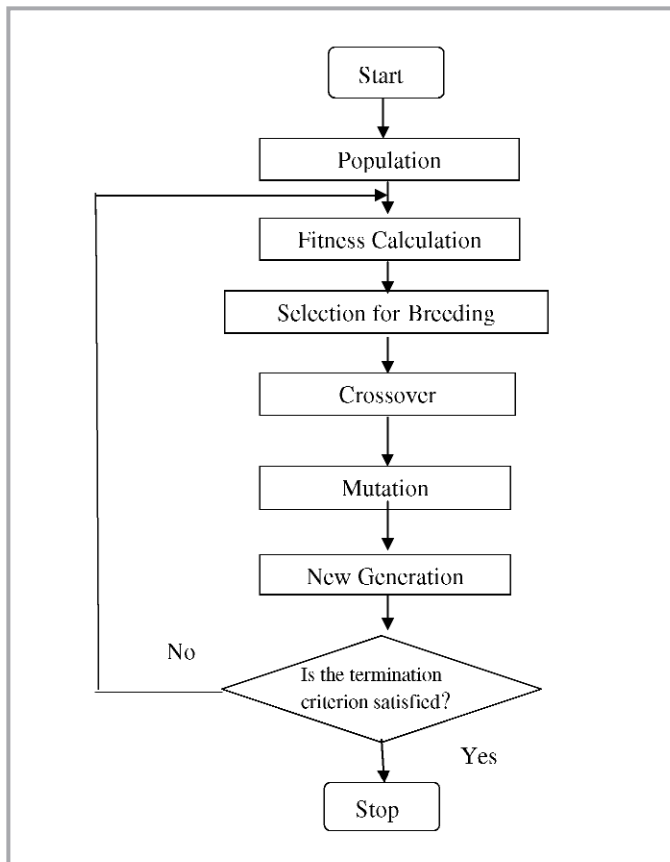 Start
Population
Fitness Calculation
Selection for Breeding
Crossover
Mutation
New Generation
No
Is the termination
criterion satisfied?
Yes
Stop